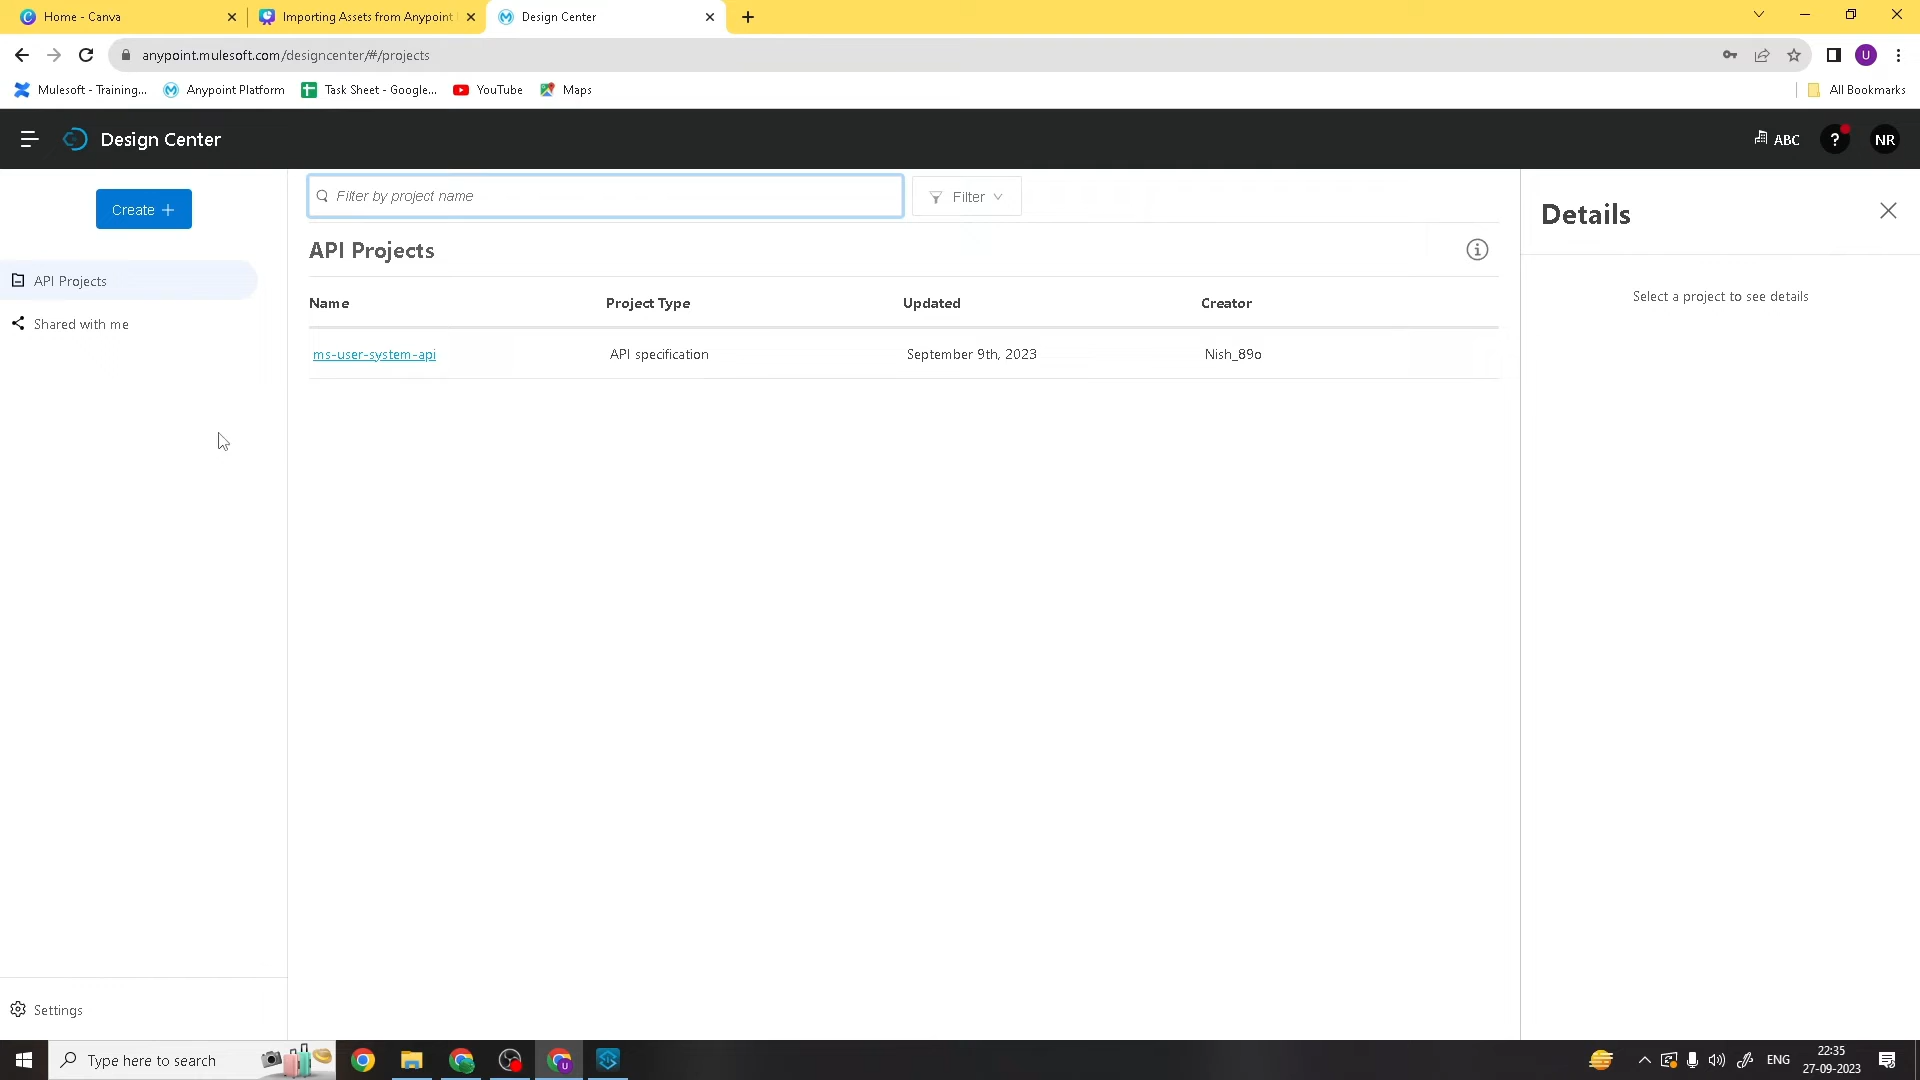 Home - Canva
Importing Assets from Anypoint
Design Center
anypoint.mulesoft.com/designcenter/#/projects
U
Mulesoft - Training...
Anypoint Platform
Task Sheet - Google...
YouTube
Maps
All Bookmarks
Design Center
ABC
?
NR
Create +
Filter by project name
Filter
Details
API Projects
API Projects
Shared with me
Select a project to see details
Name
Project Type
Updated
Creator
ms-user-system-api
API specification
September 9th, 2023
Nish_89o
Settings
Type here to search
ENG
22:35
27-09-2023